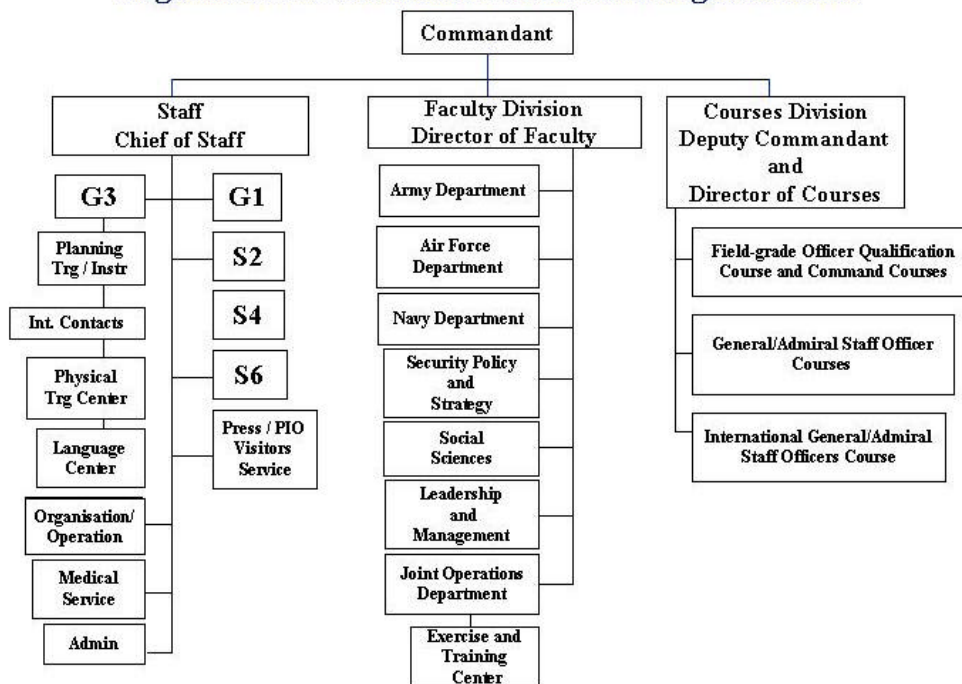 Commandant
Staff
Chief of Staff
Faculty Division
Director of Faculty
Courses Division
Deputy Commandant
and
Director of Courses
G3
G1
Planning
Trg / Instr
S2
Int. Contacts
S4
Physical
Trg Center
S6
Language
Center
Press / PIO
Visitors
Service
Organisation/
Operation
Medical
Service
Admin
Army Department
Air Force
Department
Navy Department
Security Policy
and
Strategy
Social
Sciences
Leadership
and
Management
Joint Operations
Department
Exercise and
Training
Center
Field-grade Officer Qualification
Course and Command Courses
General/Admiral Staff Officer
Courses
International General/Admiral
Staff Officers Course